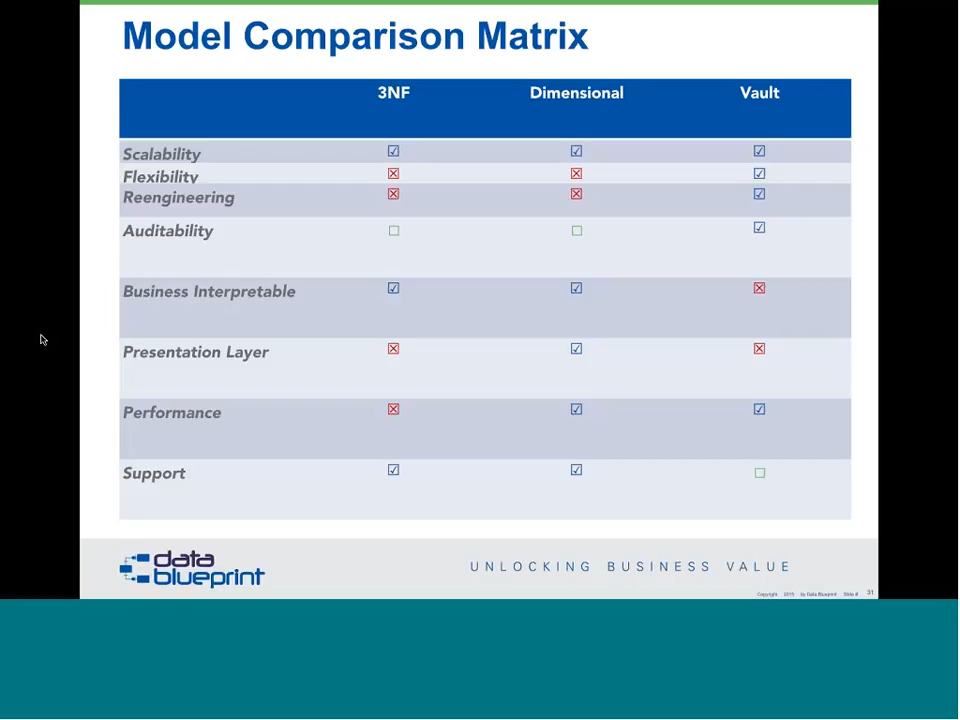 Model Comparison Matrix
3NF Dimensional Vault
Scalability ☑ ☑ ☑
Flexibility ☒ ☒ ☑
Reengineering ☒ ☒ ☑
Auditability ☐ ☐ ☑
Business Interpretable ☑ ☑ ☒
Presentation Layer ☒ ☑ ☒
Performance ☒ ☑ ☑
Support ☑ ☑ ☐
data
blueprint
UNLOCKING BUSINESS VALUE
Copyright 2015 by Data Blueprint Slide # 31